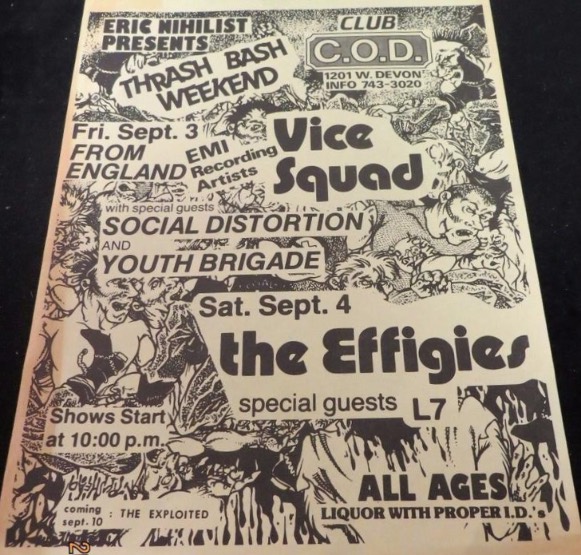 ERIC NIHILIST
PRESENTS
THRASH BASH
WEEKEND
CLUB
C.O.D.
1201 W. DEVON
INFO 743-3020
Fri. Sept. 3
FROM
ENGLAND
EMI
Recording
Artists
Vice
Squad
with special guests
SOCIAL DISTORTION
AND
YOUTH BRIGADE
Sat. Sept. 4
the Effigies
special guests L7
Shows Start
at 10:00 p.m.
ALL AGES
LIQUOR WITH PROPER I.D.'s
coming : THE EXPLOITED
sept. 10